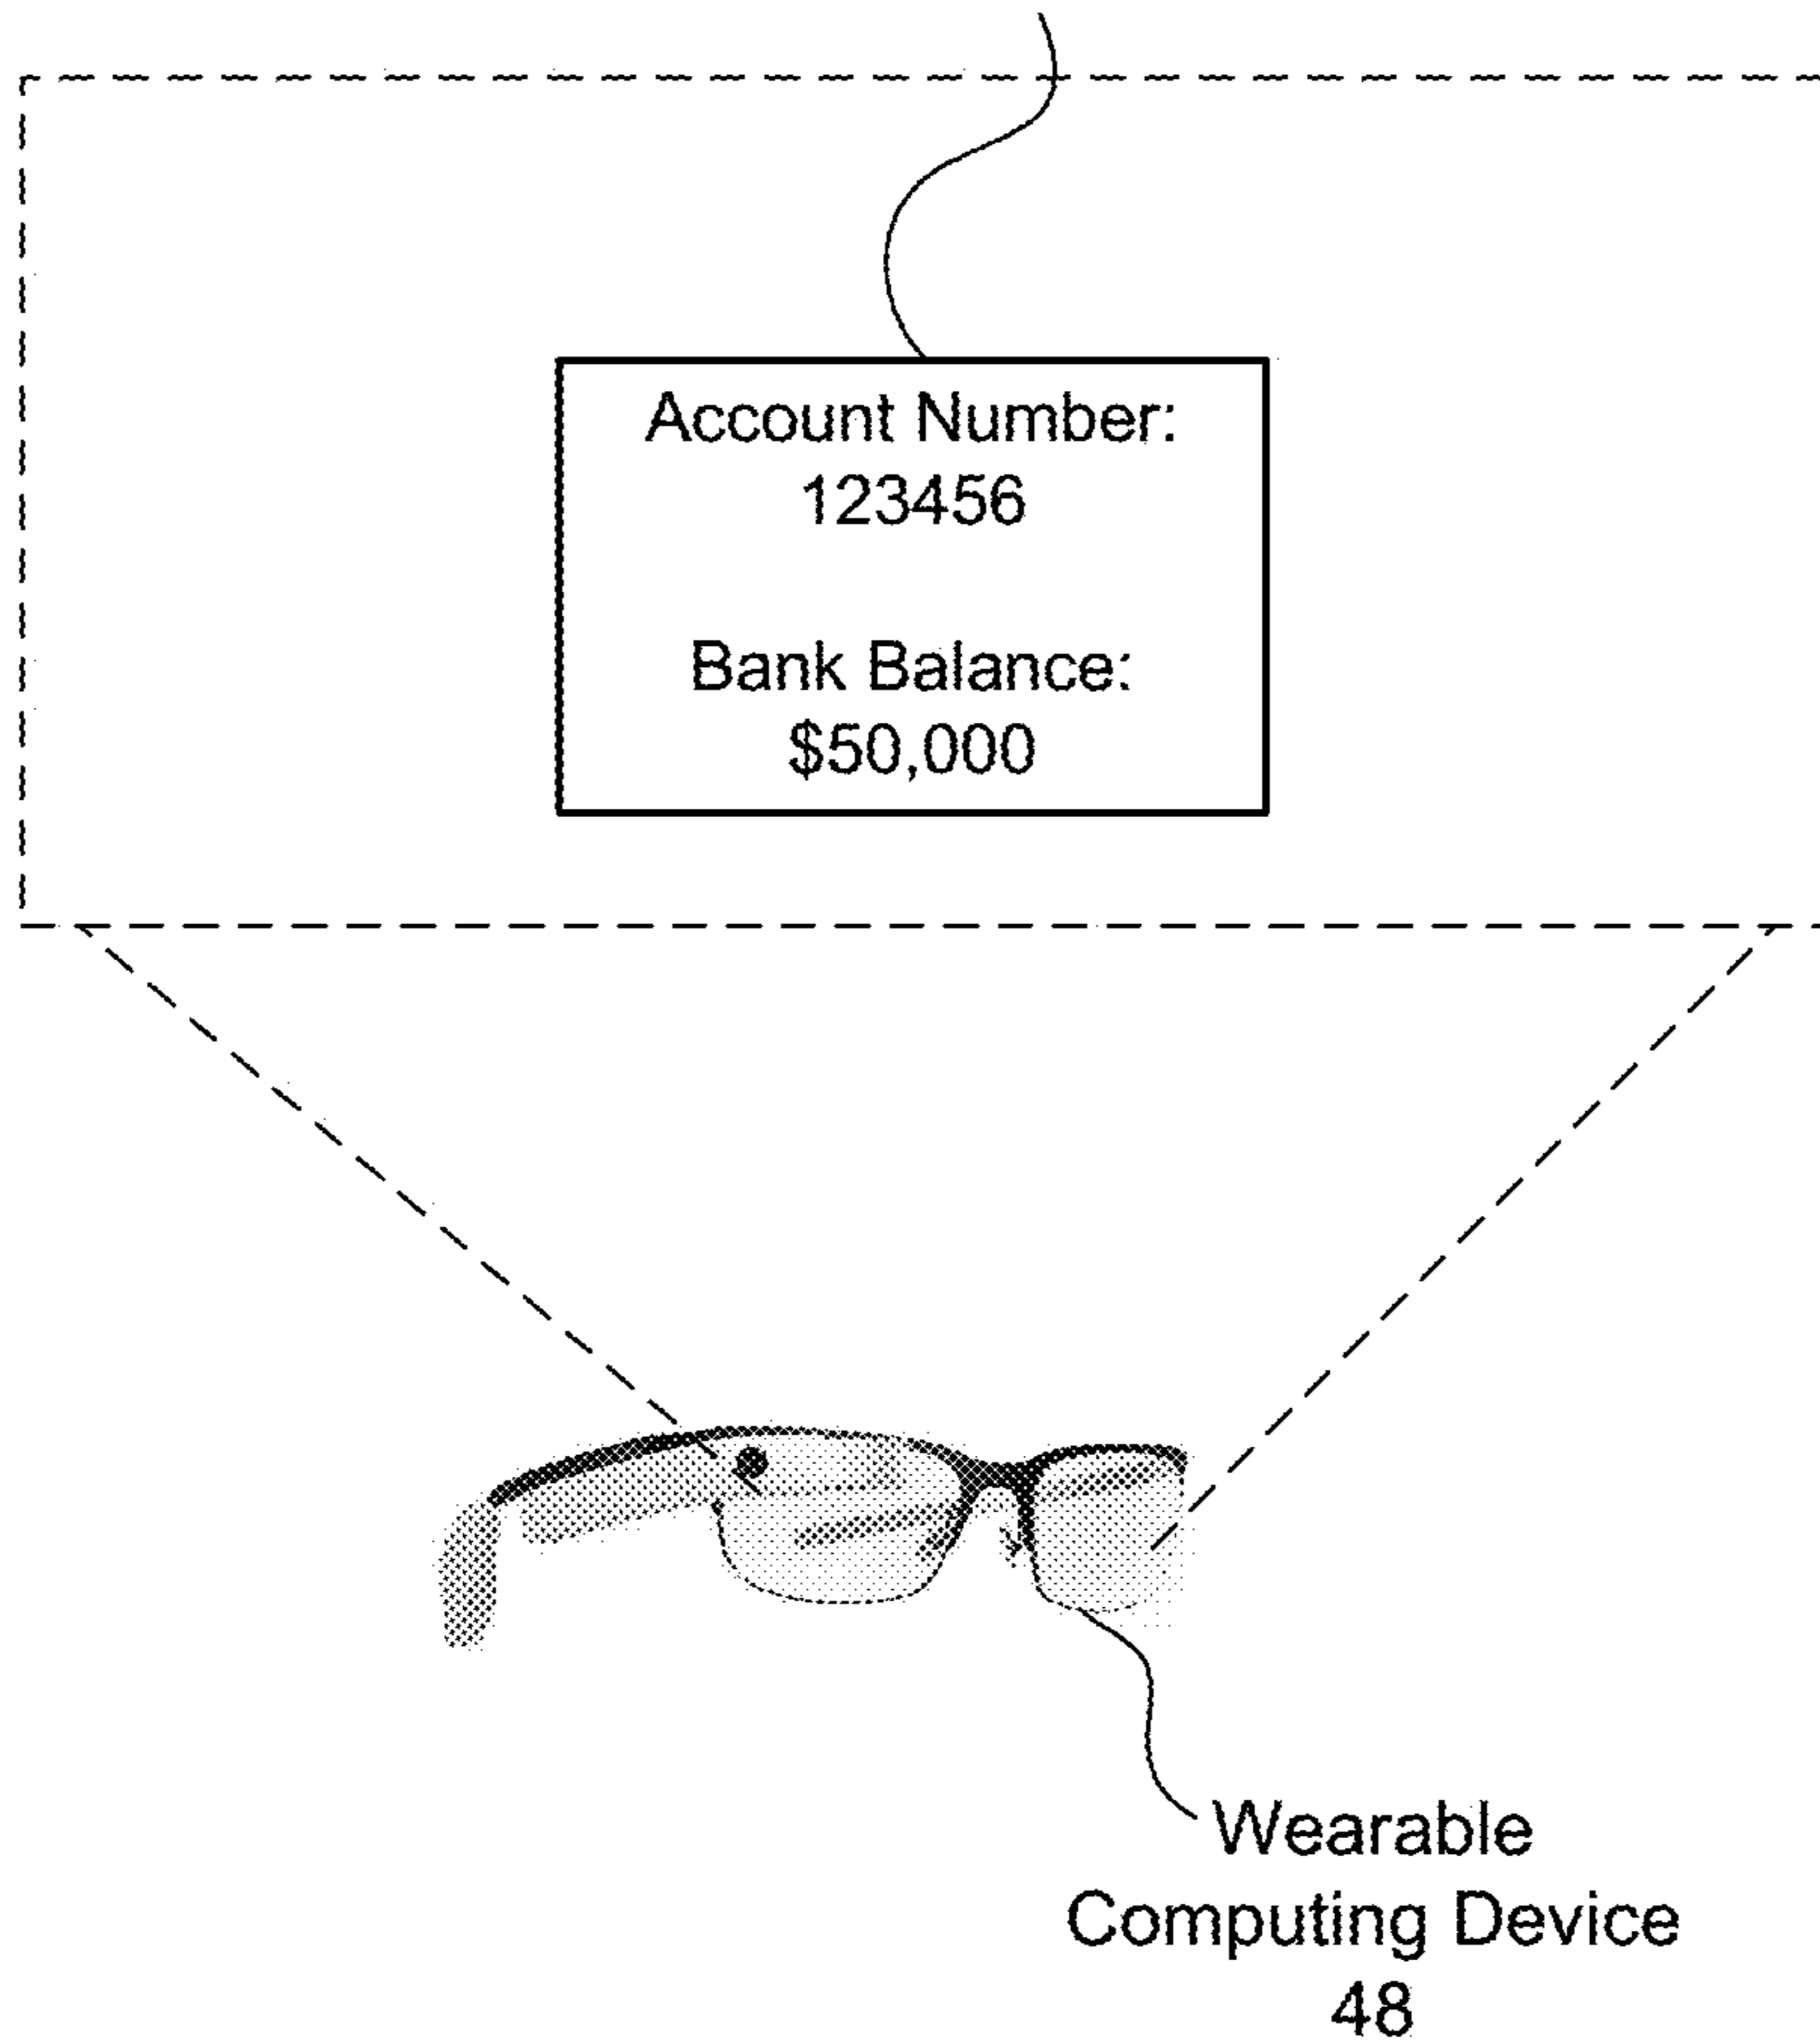 Account Number:
123456
Bank Balance:
$50,000
Wearable
Computing Device
48